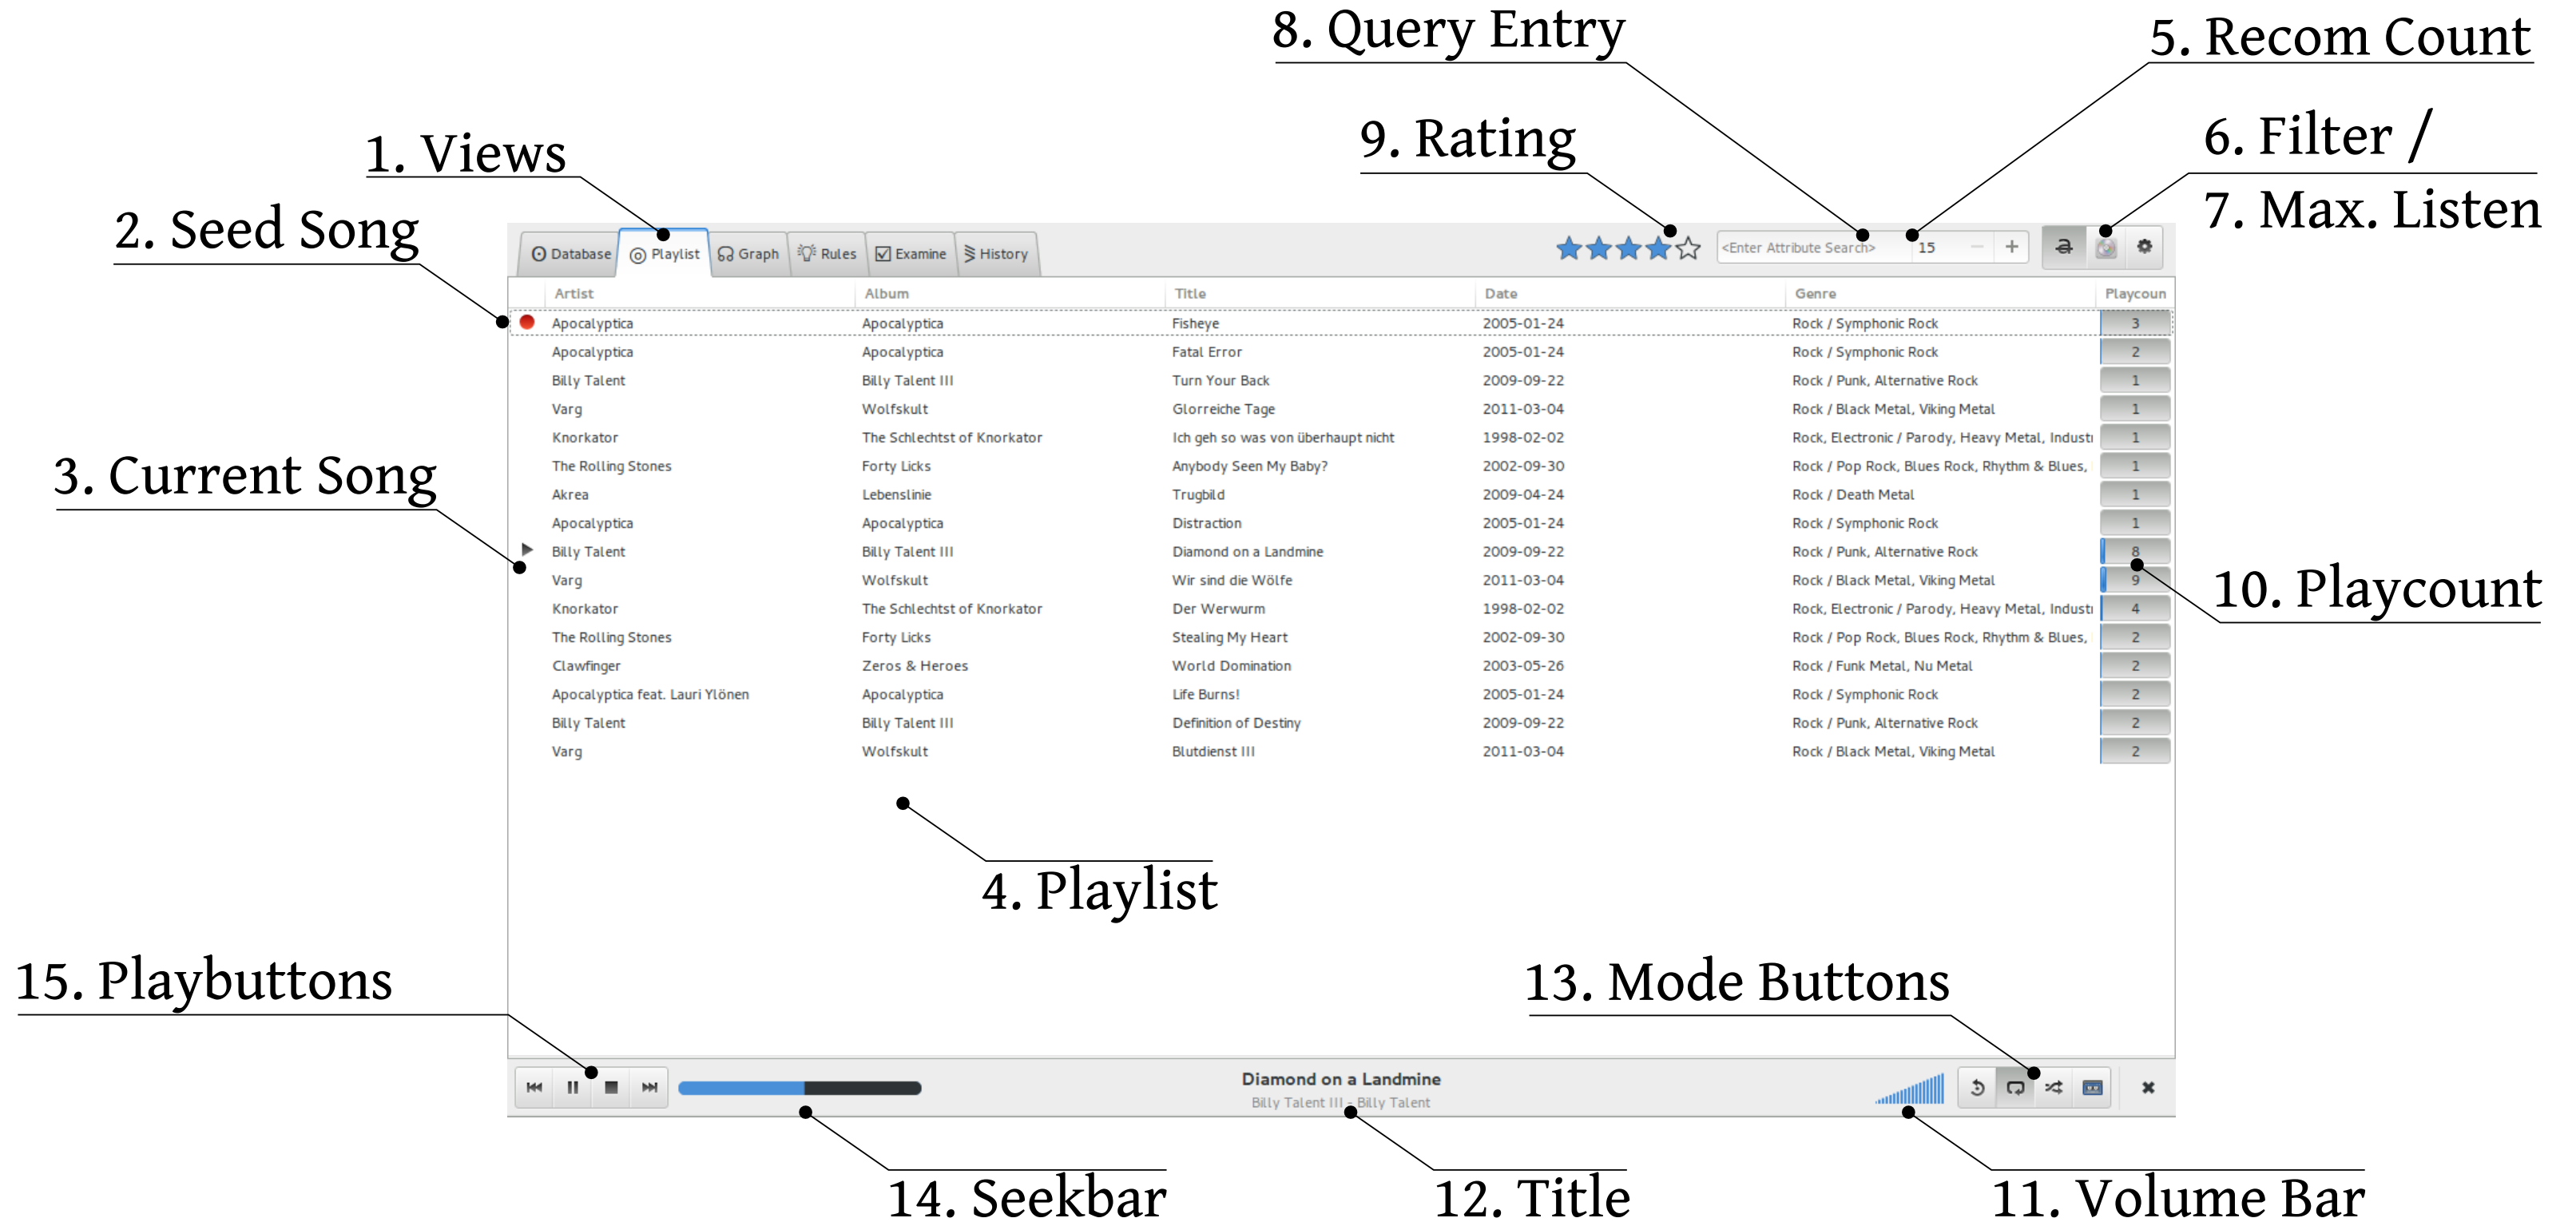 8. Query Entry
5. Recom Count
9. Rating
6. Filter /
7. Max. Listen
1. Views
2. Seed Song
Database Playlist Graph Rules Examine History
<Enter Attribute Search> 15 − + a
Artist Album Title Date Genre Playcoun
Apocalyptica Apocalyptica Fisheye 2005-01-24 Rock / Symphonic Rock 3
Apocalyptica Apocalyptica Fatal Error 2005-01-24 Rock / Symphonic Rock 2
Billy Talent Billy Talent III Turn Your Back 2009-09-22 Rock / Punk, Alternative Rock 1
Varg Wolfskult Glorreiche Tage 2011-03-04 Rock / Black Metal, Viking Metal 1
Knorkator The Schlechtst of Knorkator Ich geh so was von überhaupt nicht 1998-02-02 Rock, Electronic / Parody, Heavy Metal, Industr 1
The Rolling Stones Forty Licks Anybody Seen My Baby? 2002-09-30 Rock / Pop Rock, Blues Rock, Rhythm & Blues, 1
Akrea Lebenslinie Trugbild 2009-04-24 Rock / Death Metal 1
Apocalyptica Apocalyptica Distraction 2005-01-24 Rock / Symphonic Rock 1
Billy Talent Billy Talent III Diamond on a Landmine 2009-09-22 Rock / Punk, Alternative Rock 8
Varg Wolfskult Wir sind die Wölfe 2011-03-04 Rock / Black Metal, Viking Metal 9
Knorkator The Schlechtst of Knorkator Der Werwurm 1998-02-02 Rock, Electronic / Parody, Heavy Metal, Industr 4
The Rolling Stones Forty Licks Stealing My Heart 2002-09-30 Rock / Pop Rock, Blues Rock, Rhythm & Blues, 2
Clawfinger Zeros & Heroes World Domination 2003-05-26 Rock / Funk Metal, Nu Metal 2
Apocalyptica feat. Lauri Ylönen Apocalyptica Life Burns! 2005-01-24 Rock / Symphonic Rock 2
Billy Talent Billy Talent III Definition of Destiny 2009-09-22 Rock / Punk, Alternative Rock 2
Varg Wolfskult Blutdienst III 2011-03-04 Rock / Black Metal, Viking Metal 2
3. Current Song
10. Playcount
4. Playlist
15. Playbuttons
13. Mode Buttons
Diamond on a Landmine
Billy Talent III - Billy Talent
14. Seekbar
12. Title
11. Volume Bar